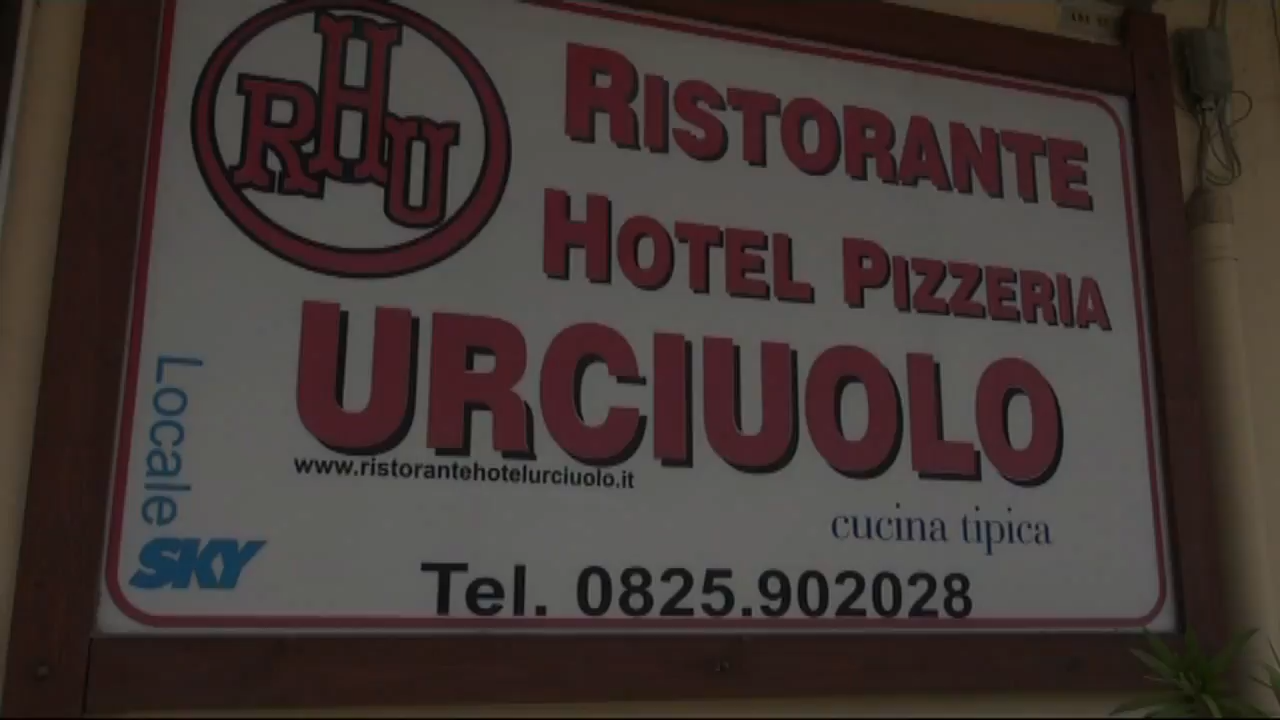 RHU
RISTORANTE
HOTEL PIZZERIA
URCIUOLO
www.ristorantehotelurciuolo.it
cucina tipica
Locale
SKY
Tel. 0825.902028